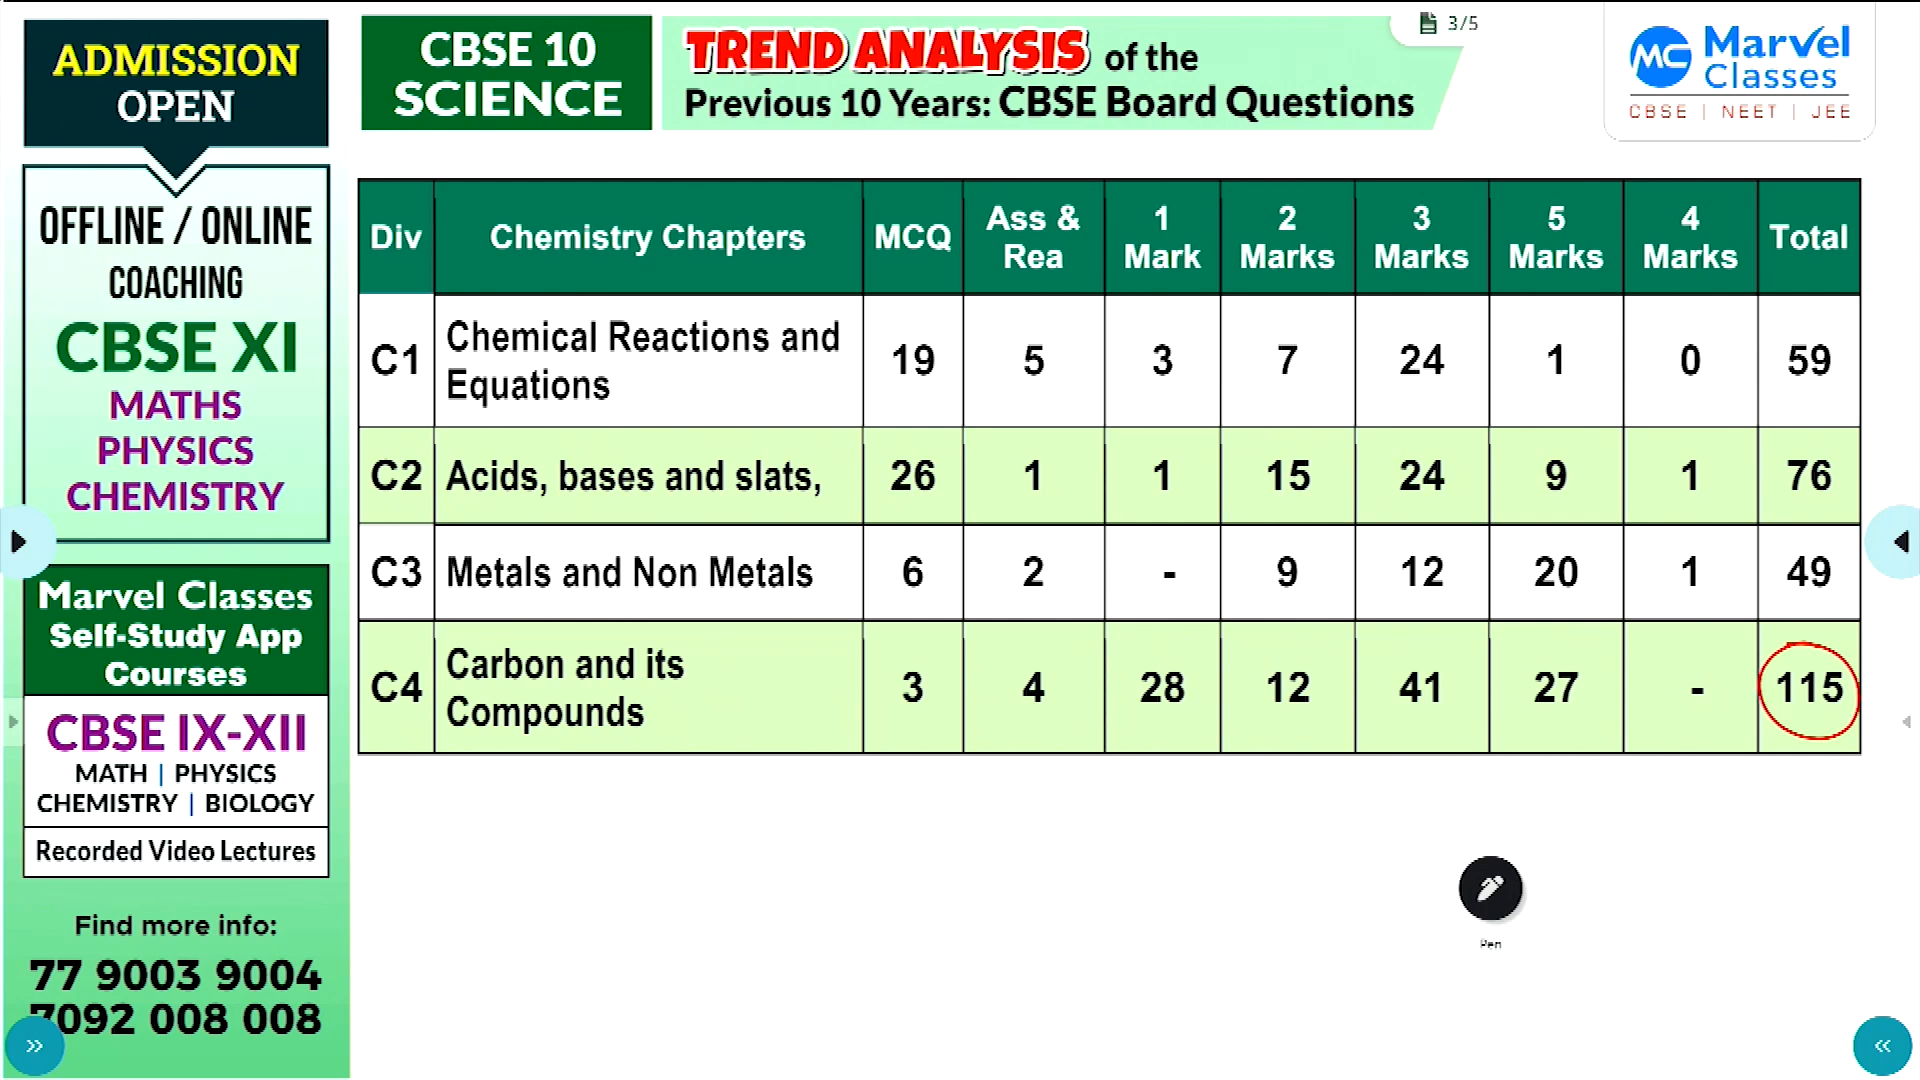 ADMISSION
OPEN
OFFLINE / ONLINE
COACHING
CBSE XI
MATHS
PHYSICS
CHEMISTRY
Marvel Classes
Self-Study App
Courses
CBSE IX-XII
MATH | PHYSICS
CHEMISTRY | BIOLOGY
Recorded Video Lectures
Find more info:
77 9003 9004
7092 008 008
CBSE 10
SCIENCE
TREND ANALYSIS of the
Previous 10 Years: CBSE Board Questions
3/5
MC Marvel
Classes
CBSE | NEET | JEE
Div Chemistry Chapters MCQ Ass & Rea 1 Mark 2 Marks 3 Marks 5 Marks 4 Marks Total
C1 Chemical Reactions and Equations 19 5 3 7 24 1 0 59
C2 Acids, bases and slats, 26 1 1 15 24 9 1 76
C3 Metals and Non Metals 6 2 - 9 12 20 1 49
C4 Carbon and its Compounds 3 4 28 12 41 27 - 115
Pen